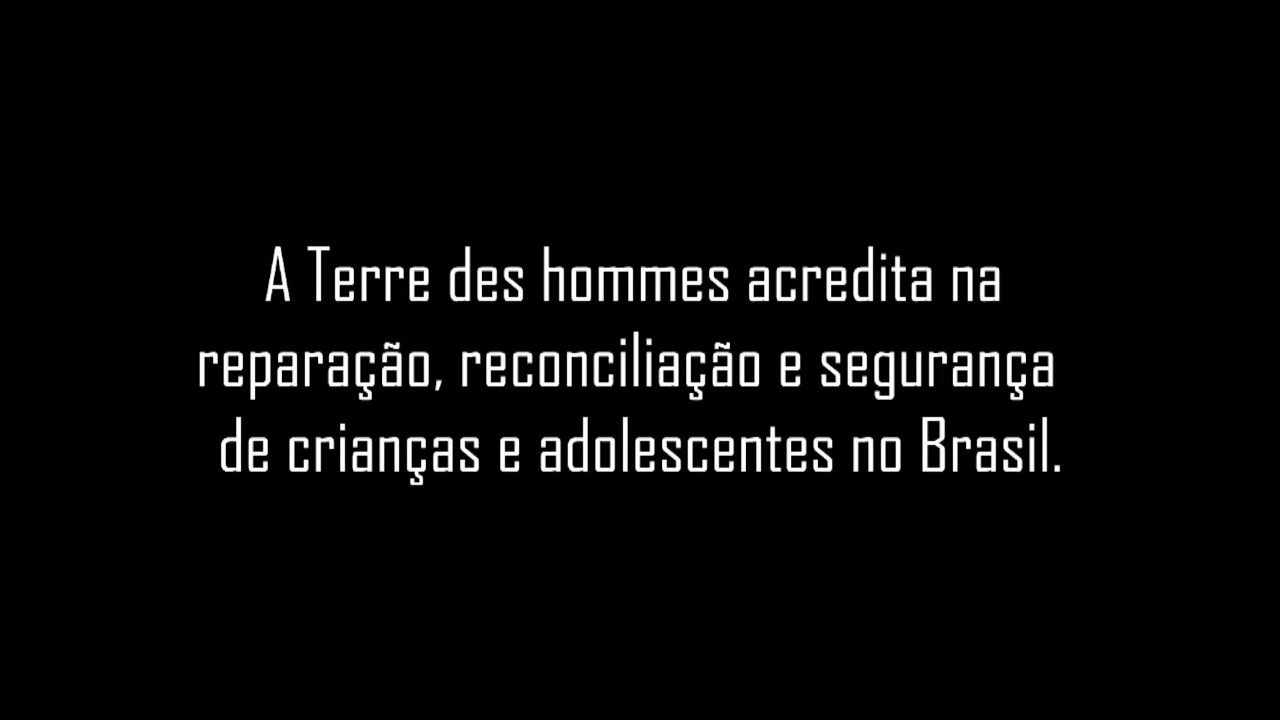 A Terre des hommes acredita na
reparação, reconciliação e segurança
de crianças e adolescentes no Brasil.